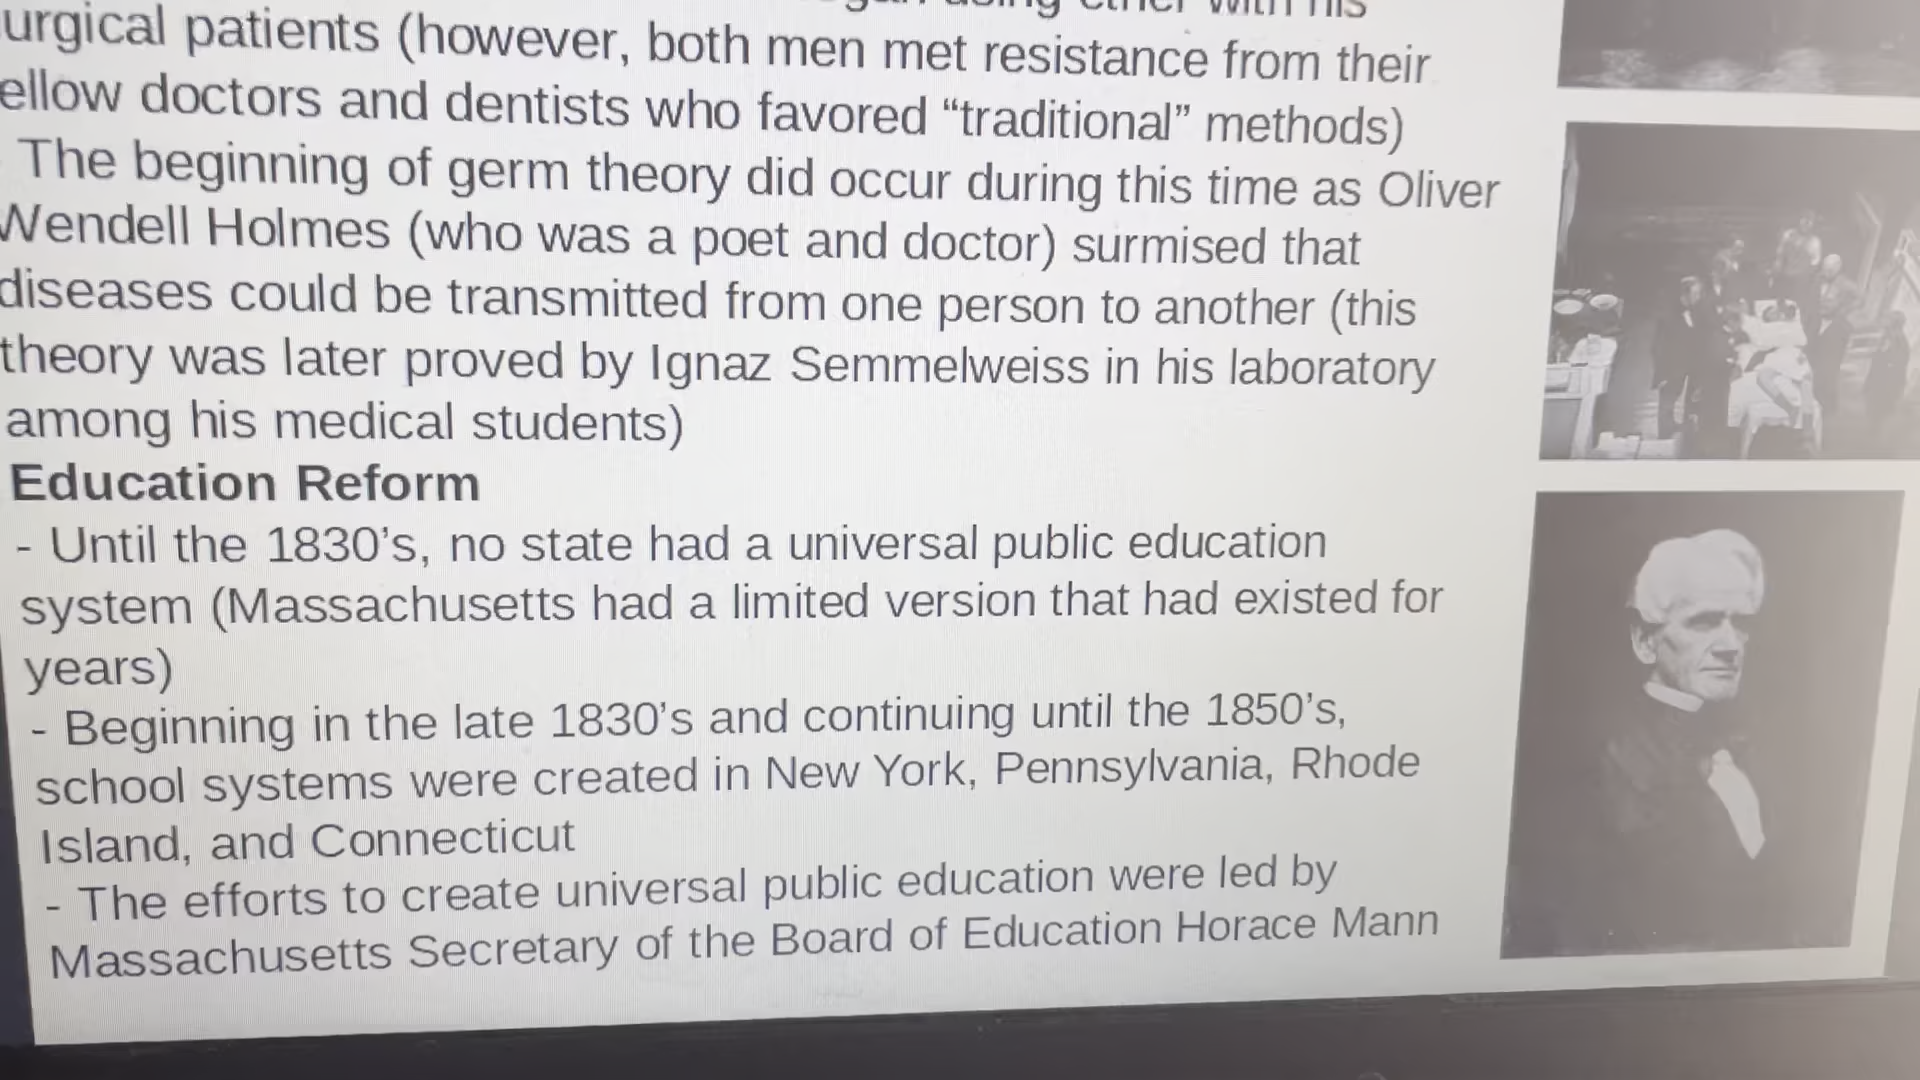 using ether with his
urgical patients (however, both men met resistance from their
ellow doctors and dentists who favored “traditional” methods)
The beginning of germ theory did occur during this time as Oliver
Wendell Holmes (who was a poet and doctor) surmised that
diseases could be transmitted from one person to another (this
theory was later proved by Ignaz Semmelweiss in his laboratory
among his medical students)
Education Reform
- Until the 1830’s, no state had a universal public education
system (Massachusetts had a limited version that had existed for
years)
- Beginning in the late 1830’s and continuing until the 1850’s,
school systems were created in New York, Pennsylvania, Rhode
Island, and Connecticut
- The efforts to create universal public education were led by
Massachusetts Secretary of the Board of Education Horace Mann